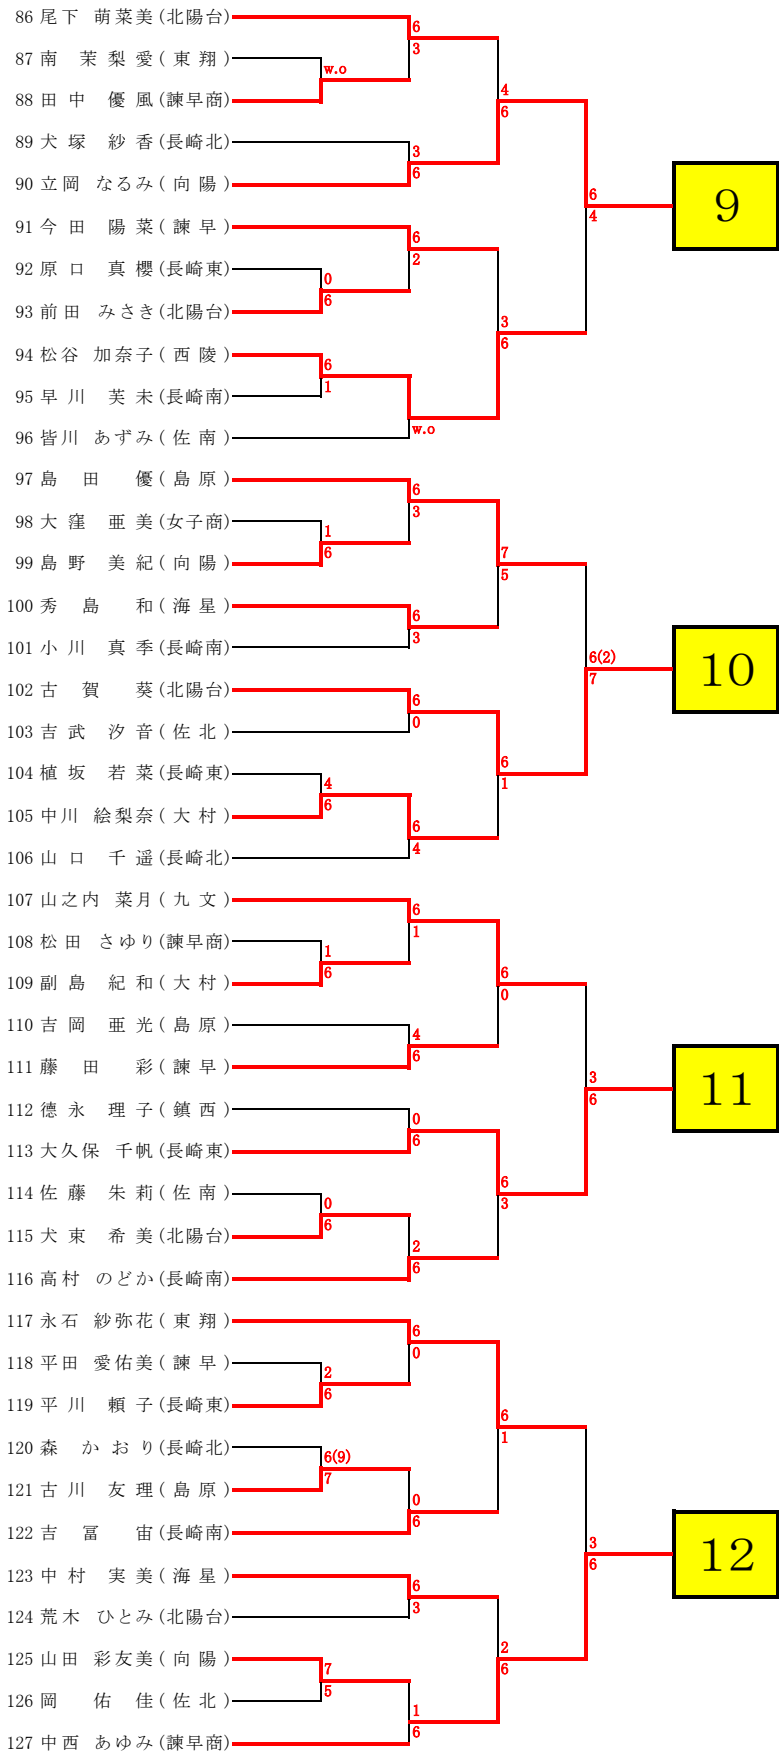 86 尾下 萌菜美 (北陽台)
6
87 南 茉梨愛 (東翔)
3
w.o
88 田中 優風 (諫早商)
4
6
89 犬塚 紗香 (長崎北)
3
6
90 立岡 なるみ (向陽)
6
4
9
91 今田 陽菜 (諫早)
6
2
92 原口 真櫻 (長崎東)
0
6
93 前田 みさき (北陽台)
3
6
94 松谷 加奈子 (西陵)
6
1
95 早川 芙未 (長崎南)
w.o
96 皆川 あずみ (佐南)
97 島田 優 (島原)
6
3
98 大窪 亜美 (女子商)
1
6
99 島野 美紀 (向陽)
7
5
100 秀島 和 (海星)
6
3
101 小川 真季 (長崎南)
6(2)
7
10
102 古賀 葵 (北陽台)
6
0
103 吉武 汐音 (佐北)
6
1
104 植坂 若菜 (長崎東)
4
6
105 中川 絵梨奈 (大村)
6
4
106 山口 千遥 (長崎北)
107 山之内 菜月 (九文)
6
1
108 松田 さゆり (諫早商)
1
6
109 副島 紀和 (大村)
6
0
110 吉岡 亜光 (島原)
4
6
111 藤田 彩 (諫早)
3
6
11
112 德永 理子 (鎮西)
0
6
113 大久保 千帆 (長崎東)
6
3
114 佐藤 朱莉 (佐南)
0
6
115 犬束 希美 (北陽台)
2
6
116 高村 のどか (長崎南)
117 永石 紗弥花 (東翔)
6
0
118 平田 愛佑美 (諫早)
2
6
119 平川 頼子 (長崎東)
6
1
120 森 かおり (長崎北)
6(9)
7
121 古川 友理 (島原)
0
6
122 吉冨 宙 (長崎南)
3
6
12
123 中村 実美 (海星)
6
3
124 荒木 ひとみ (北陽台)
2
6
125 山田 彩友美 (向陽)
7
5
126 岡 佑佳 (佐北)
1
6
127 中西 あゆみ (諫早商)